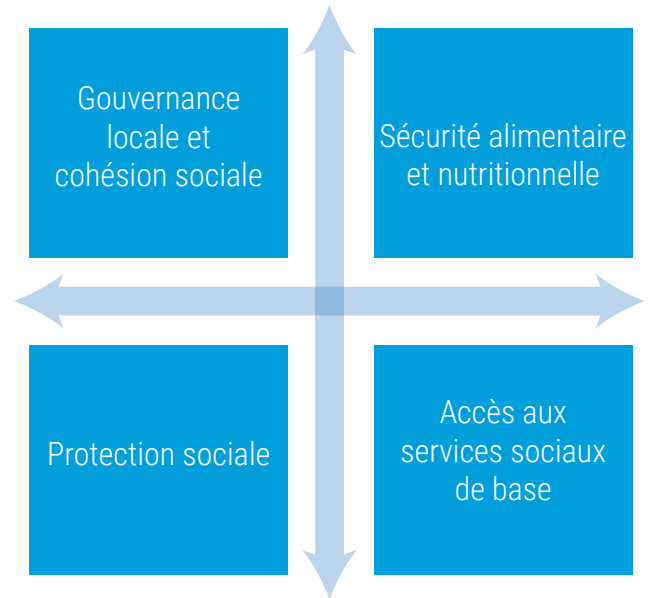 Gouvernance
locale et
cohésion sociale
Sécurité alimentaire
et nutritionnelle
Protection sociale
Accès aux
services sociaux
de base